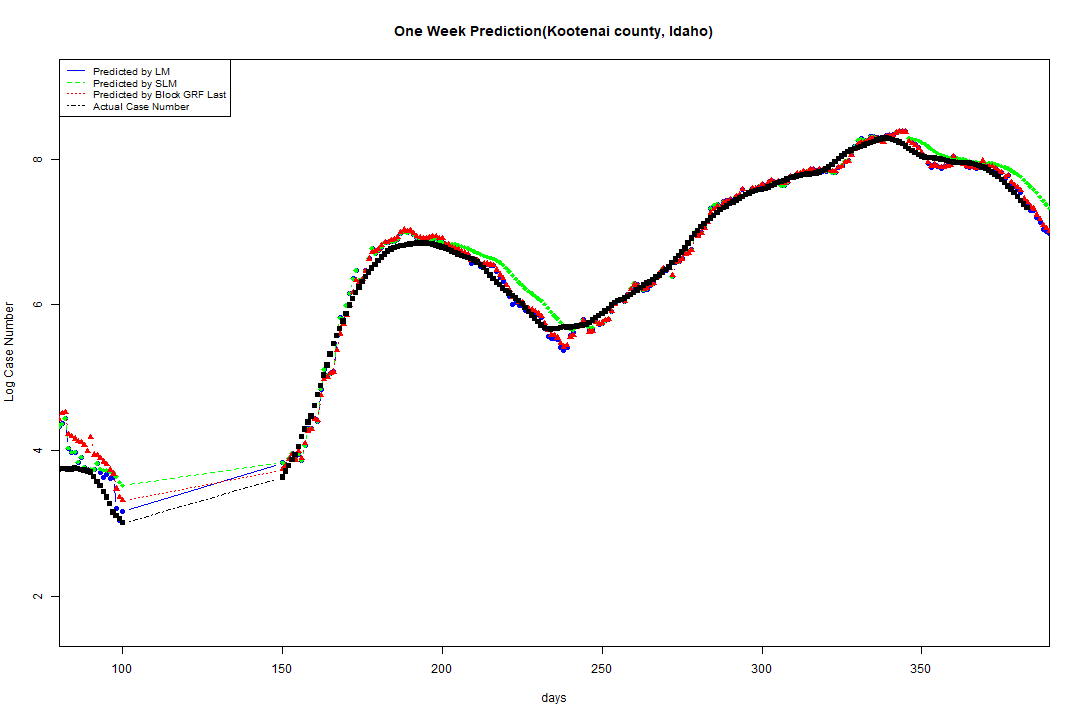 One Week Prediction(Kootenai county, Idaho)
Predicted by LM
Predicted by SLM
Predicted by Block GRF Last
Actual Case Number
8
6
4
2
Log Case Number
100
150
200
250
300
350
days